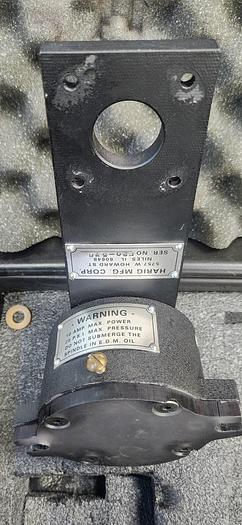 HARIG MFG. CORP
5757 W. HOWARD ST
NILES, IL 60648
SER NO.
- WARNING -
AMP. MAX. POWER
P.S.I. MAX. PRESSURE
DO NOT SUBMERGE THE
SPINDLE IN E.D.M. OIL